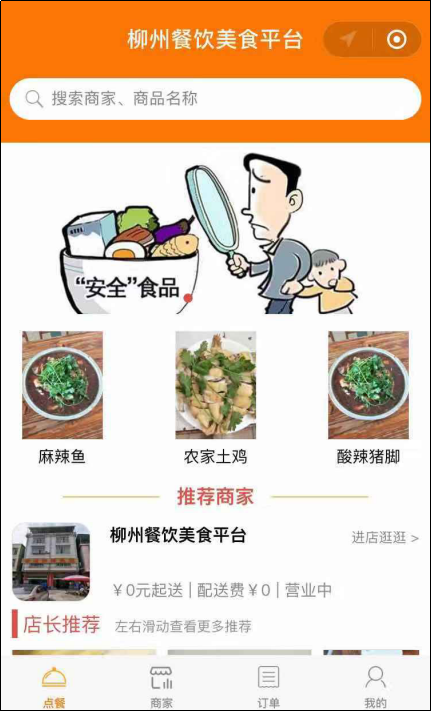 柳州餐饮美食平台
搜索商家、商品名称
“安全”食品
麻辣鱼 农家土鸡 酸辣猪脚
推荐商家
柳州餐饮美食平台 进店逛逛 >
￥0元起送 | 配送费￥0 | 营业中
店长推荐 左右滑动查看更多推荐
点餐 商家 订单 我的